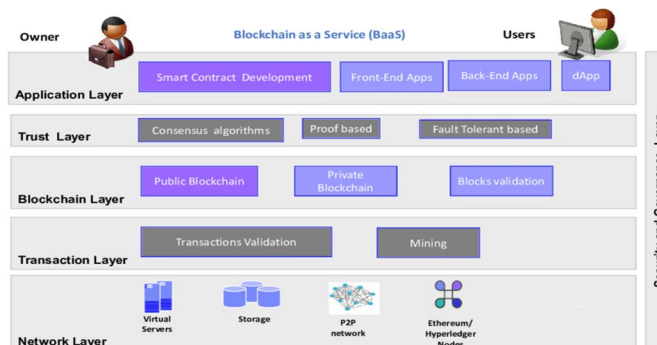 Owner
Blockchain as a Service (BaaS)
Users
Smart Contract Development
Front-End Apps
Back-End Apps
dApp
Application Layer
Consensus algorithms
Proof based
Fault Tolerant based
Trust Layer
Public Blockchain
Private
Blockchain
Blocks validation
Blockchain Layer
Transactions Validation
Mining
Transaction Layer
Virtual
Servers
Storage
P2P
network
Ethereum/
Hyperledger
Nodes
Network Layer